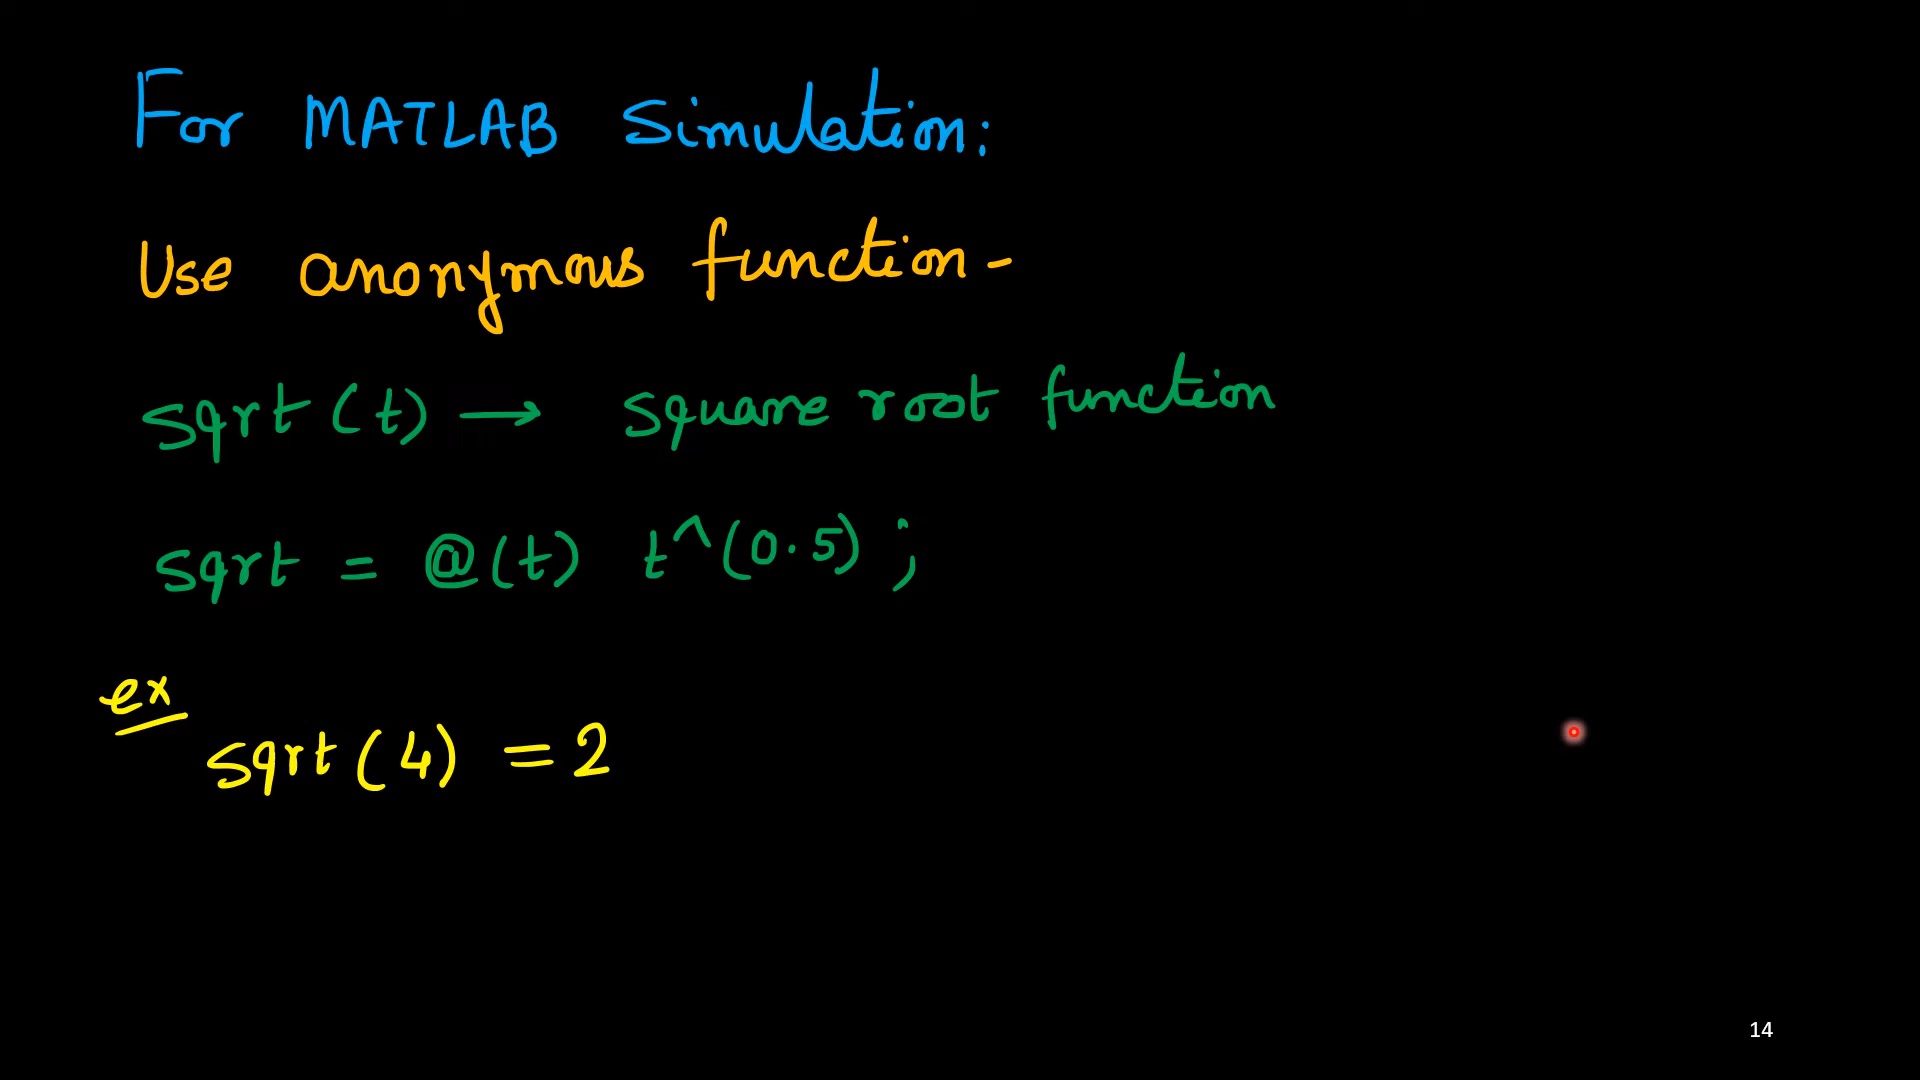 For MATLAB Simulation:
Use anonymous function-
sqrt(t) → square root function
sqrt = @(t) t^(0.5);
ex
sqrt(4) = 2
14